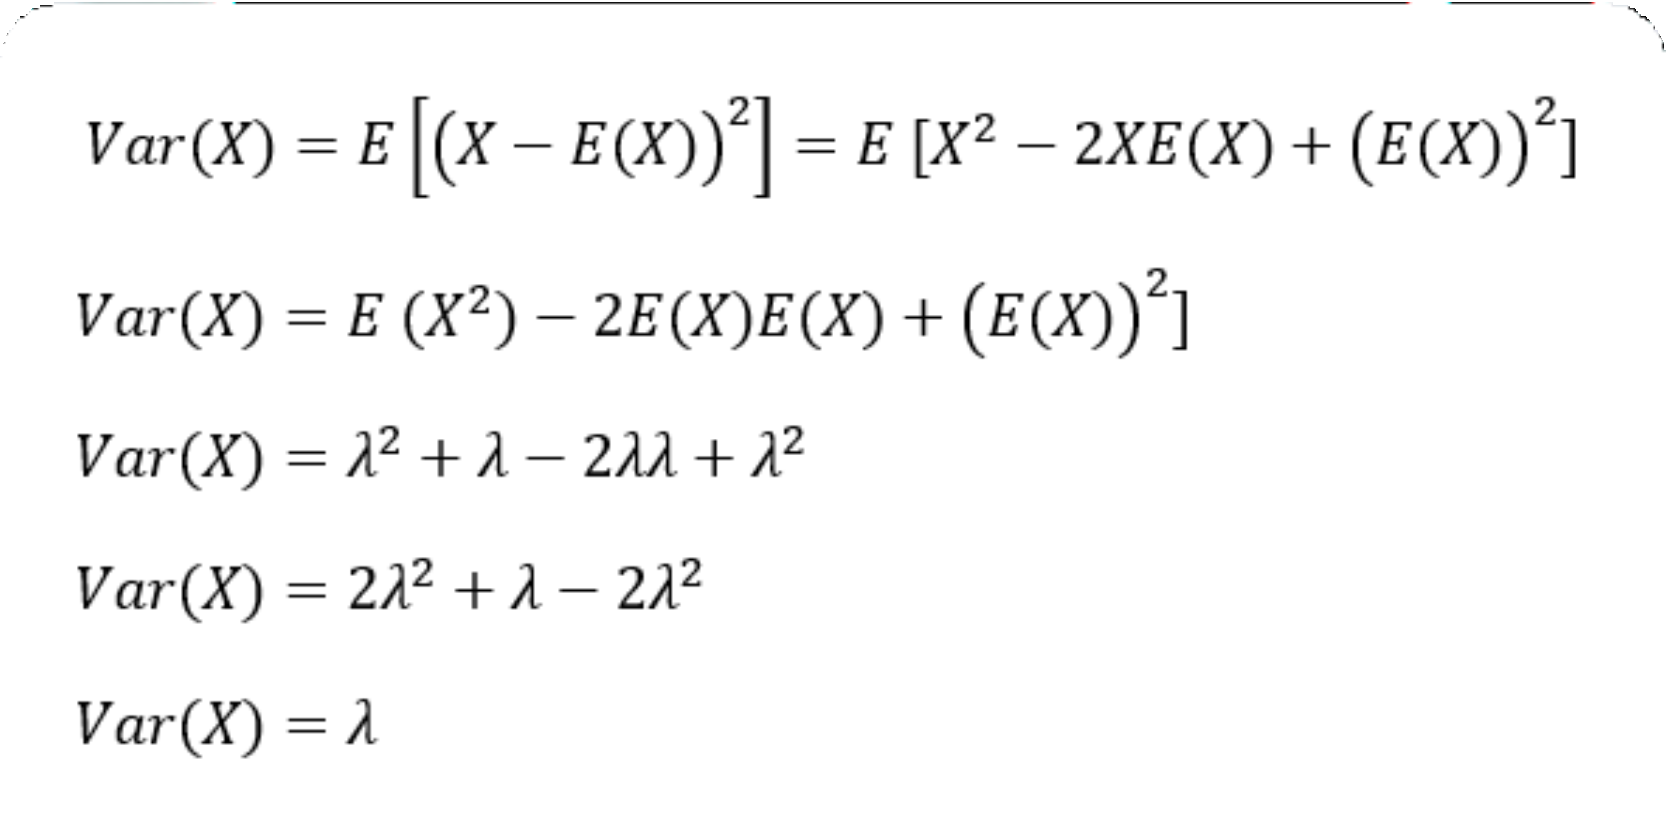 Var(X) = E [(X − E(X))²] = E [X² − 2XE(X) + (E(X))²]
Var(X) = E (X²) − 2E(X)E(X) + (E(X))²]
Var(X) = λ² + λ − 2λλ + λ²
Var(X) = 2λ² + λ − 2λ²
Var(X) = λ